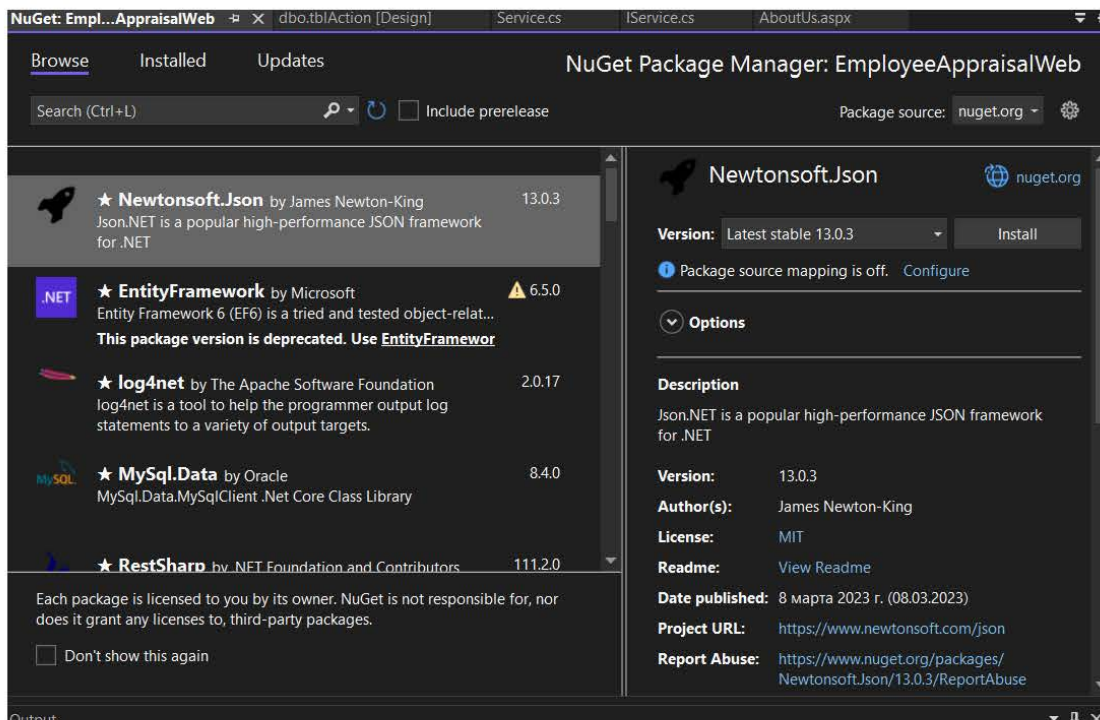 NuGet: Empl...AppraisalWeb
dbo.tblAction [Design]
Service.cs
IService.cs
AboutUs.aspx
Browse
Installed
Updates
NuGet Package Manager: EmployeeAppraisalWeb
Search (Ctrl+L)
Include prerelease
Package source: nuget.org
★ Newtonsoft.Json by James Newton-King
13.0.3
Json.NET is a popular high-performance JSON framework
for .NET
.NET
★ EntityFramework by Microsoft
6.5.0
Entity Framework 6 (EF6) is a tried and tested object-relat...
This package version is deprecated. Use EntityFramewor
★ log4net by The Apache Software Foundation
2.0.17
log4net is a tool to help the programmer output log
statements to a variety of output targets.
MySQL
★ MySql.Data by Oracle
8.4.0
MySql.Data.MySqlClient .Net Core Class Library
★ RestSharp by .NET Foundation and Contributors
111.2.0
Each package is licensed to you by its owner. NuGet is not responsible for, nor
does it grant any licenses to, third-party packages.
Don't show this again
Newtonsoft.Json
nuget.org
Version: Latest stable 13.0.3
Install
Package source mapping is off. Configure
Options
Description
Json.NET is a popular high-performance JSON framework
for .NET
Version: 13.0.3
Author(s): James Newton-King
License: MIT
Readme: View Readme
Date published: 8 марта 2023 г. (08.03.2023)
Project URL: https://www.newtonsoft.com/json
Report Abuse: https://www.nuget.org/packages/
Newtonsoft.Json/13.0.3/ReportAbuse
Output